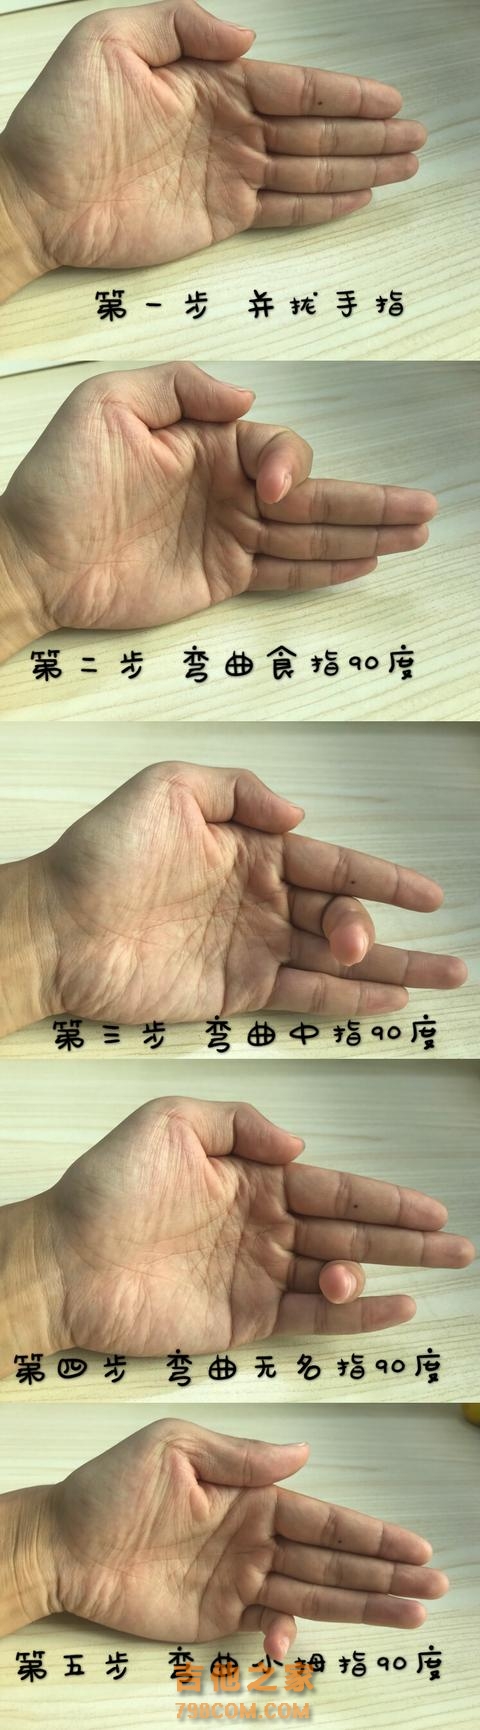 第一步 并拢手指
第二步 弯曲食指90度
第三步 弯曲中指90度
第四步 弯曲无名指90度
第五步 弯曲小拇指90度
吉他之家
798COM.COM